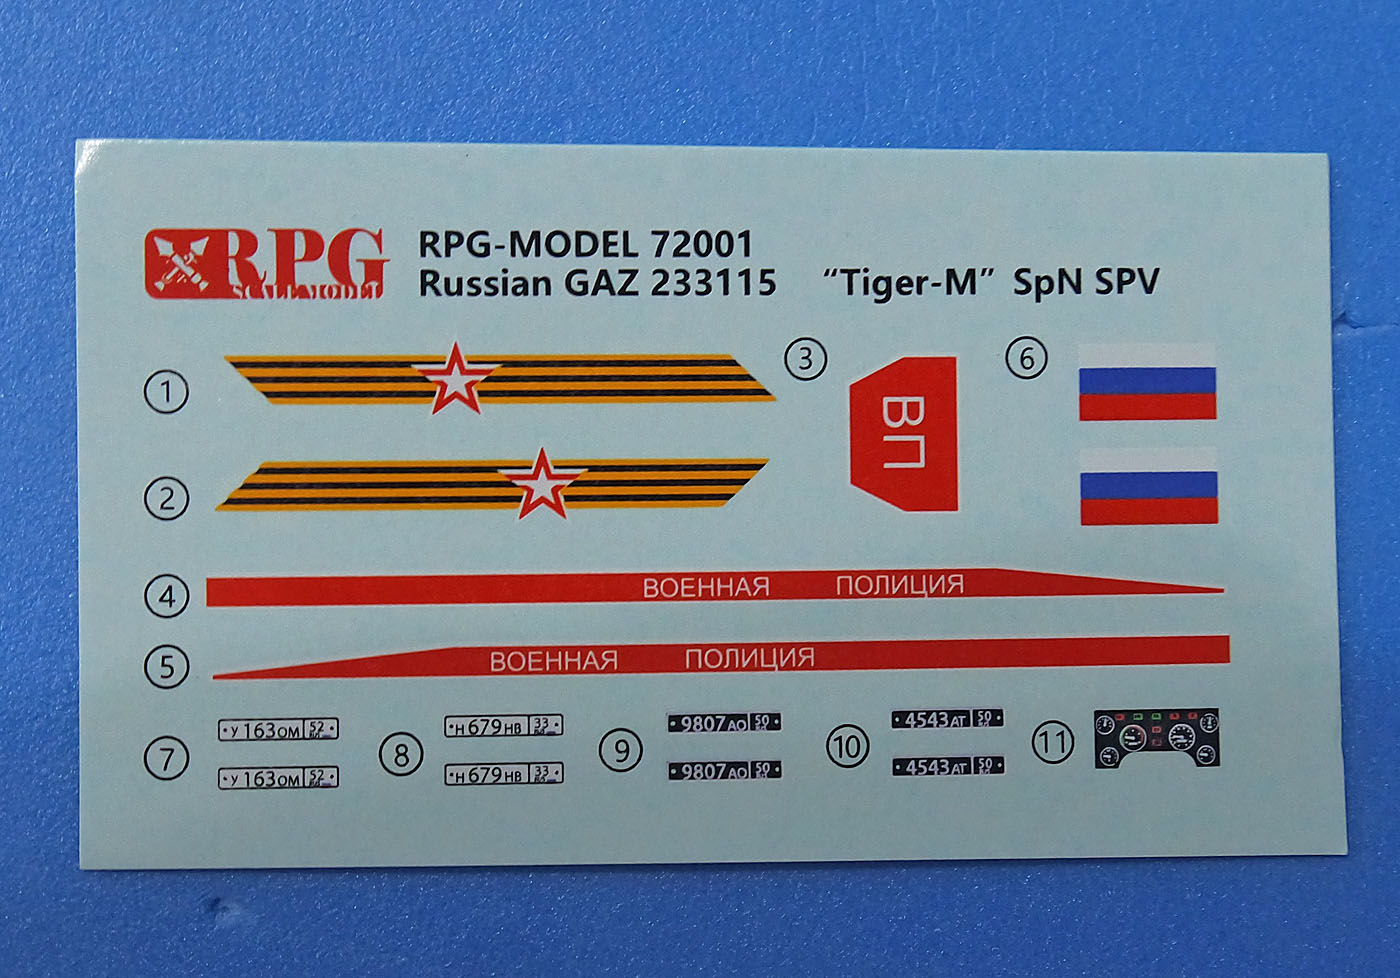 RPG
SCALE MODEL
RPG-MODEL 72001
Russian GAZ 233115 “Tiger-M” SpN SPV
1
2
3
ВП
6
4
ВОЕННАЯ ПОЛИЦИЯ
5
ВОЕННАЯ ПОЛИЦИЯ
7
У 163 ОМ 52
У 163 ОМ 52
8
Н 679 НВ 33
Н 679 НВ 33
9
9807 АО 50
9807 АО 50
10
4543 АТ 50
4543 АТ 50
11